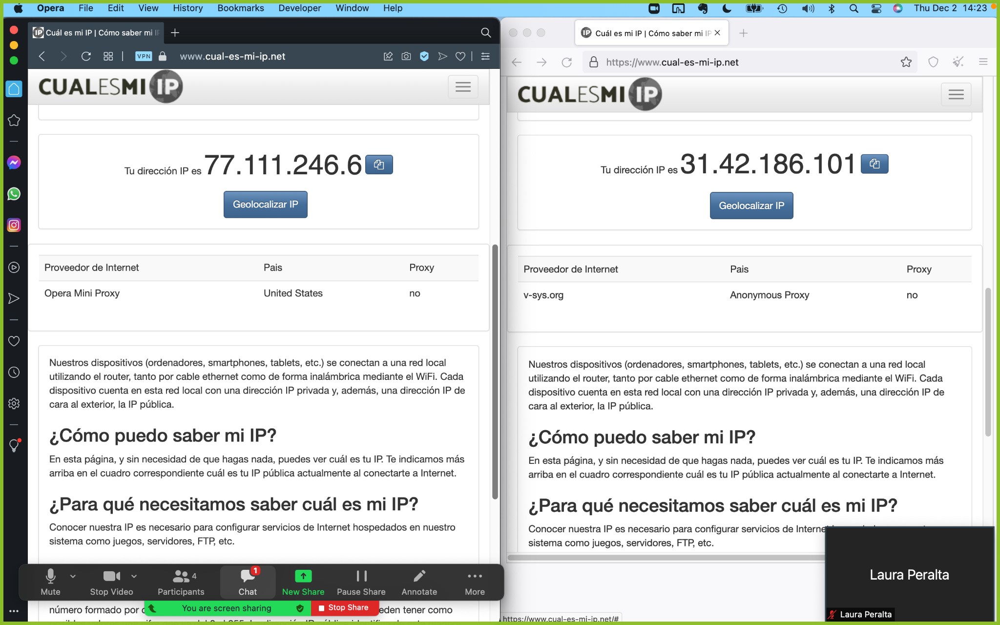 Opera File Edit View History Bookmarks Developer Window Help Thu Dec 2 14:23
Cuál es mi IP | Cómo saber mi IP
VPN www.cual-es-mi-ip.net
CUALESMI IP
Tu dirección IP es 77.111.246.6
Geolocalizar IP
Proveedor de Internet Pais Proxy
Opera Mini Proxy United States no
Nuestros dispositivos (ordenadores, smartphones, tablets, etc.) se conectan a una red local
utilizando el router, tanto por cable ethernet como de forma inalámbrica mediante el WiFi. Cada
dispositivo cuenta en esta red local con una dirección IP privada y, además, una dirección IP de
cara al exterior, la IP pública.
¿Cómo puedo saber mi IP?
En esta página, y sin necesidad de que hagas nada, puedes ver cuál es tu IP. Te indicamos más
arriba en el cuadro correspondiente cuál es tu IP pública actualmente al conectarte a Internet.
¿Para qué necesitamos saber cuál es mi IP?
Conocer nuestra IP es necesario para configurar servicios de Internet hospedados en nuestro
sistema como juegos, servidores, FTP, etc.
Mute Stop Video Participants 4 Chat 1 New Share Pause Share Annotate More
You are screen sharing Stop Share
número formado por
tener como
Cuál es mi IP | Cómo saber mi IP
https://www.cual-es-mi-ip.net
CUALESMI IP
Tu dirección IP es 31.42.186.101
Geolocalizar IP
Proveedor de Internet Pais Proxy
v-sys.org Anonymous Proxy no
Nuestros dispositivos (ordenadores, smartphones, tablets, etc.) se conectan a una red local
utilizando el router, tanto por cable ethernet como de forma inalámbrica mediante el WiFi. Cada
dispositivo cuenta en esta red local con una dirección IP privada y, además, una dirección IP de
cara al exterior, la IP pública.
¿Cómo puedo saber mi IP?
En esta página, y sin necesidad de que hagas nada, puedes ver cuál es tu IP. Te indicamos más
arriba en el cuadro correspondiente cuál es tu IP pública actualmente al conectarte a Internet.
¿Para qué necesitamos saber cuál es mi IP?
Conocer nuestra IP es necesario para configurar servicios de Interne
sistema como juegos, servidores, FTP, etc.
https://www.cual-es-mi-ip.net/#
Laura Peralta
Laura Peralta